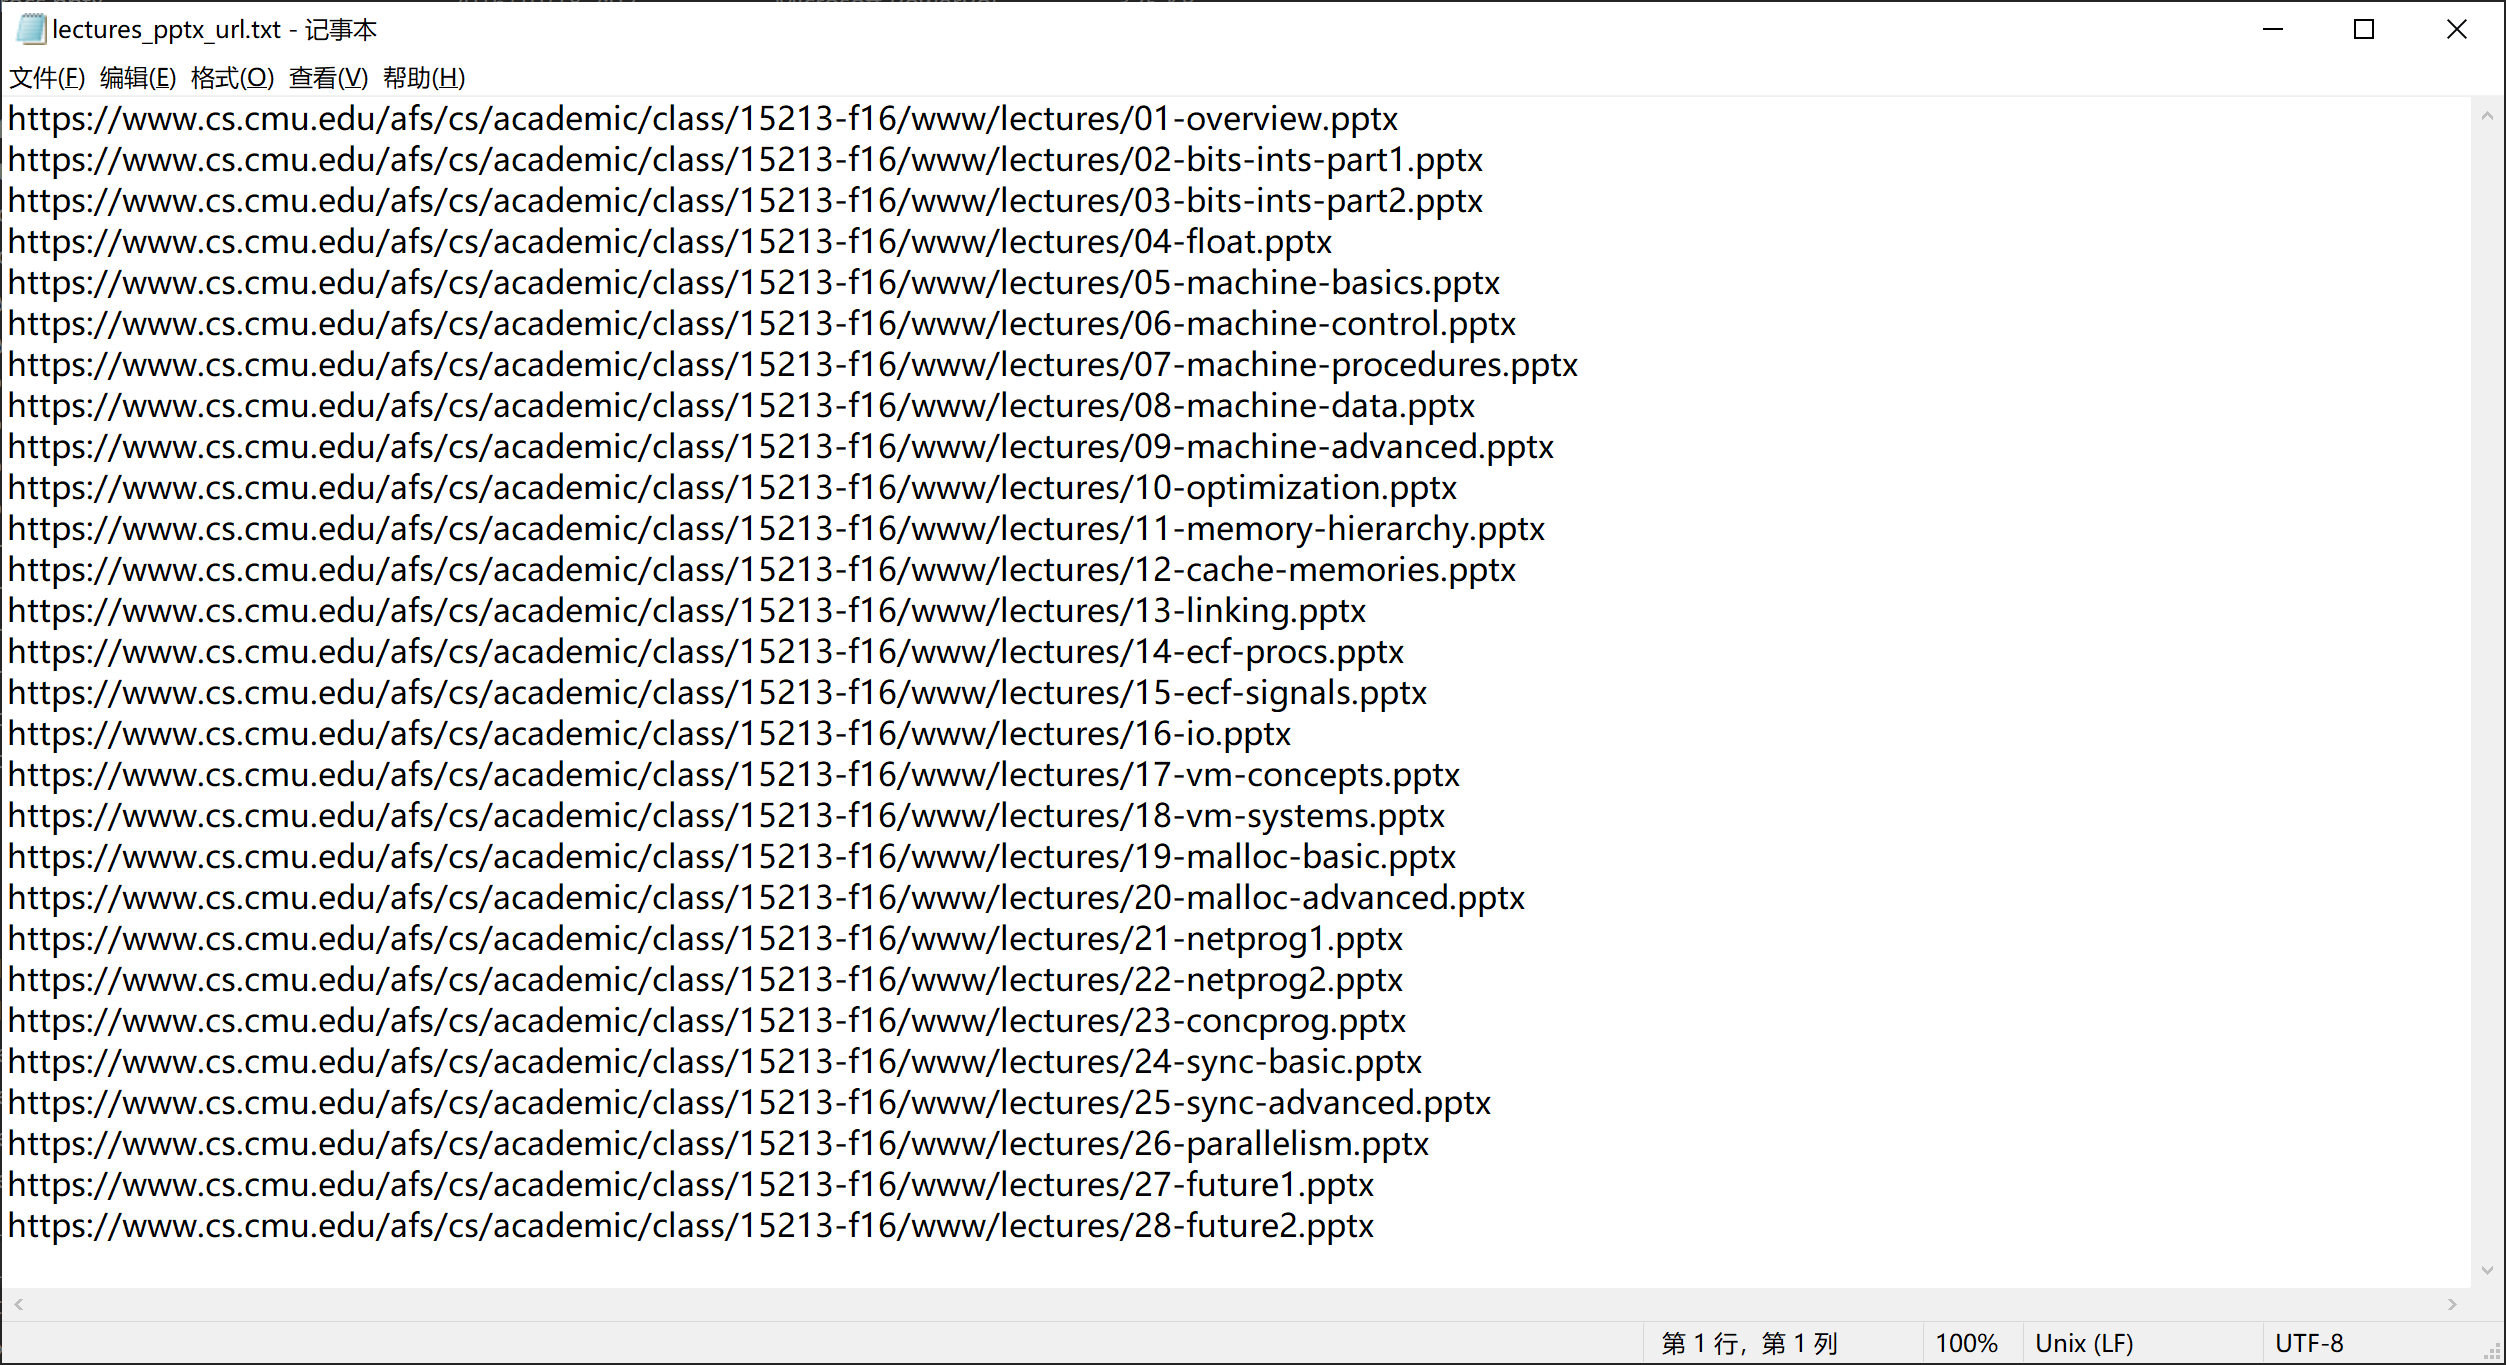 lectures_pptx_url.txt - 记事本
文件(F) 编辑(E) 格式(O) 查看(V) 帮助(H)
https://www.cs.cmu.edu/afs/cs/academic/class/15213-f16/www/lectures/01-overview.pptx
https://www.cs.cmu.edu/afs/cs/academic/class/15213-f16/www/lectures/02-bits-ints-part1.pptx
https://www.cs.cmu.edu/afs/cs/academic/class/15213-f16/www/lectures/03-bits-ints-part2.pptx
https://www.cs.cmu.edu/afs/cs/academic/class/15213-f16/www/lectures/04-float.pptx
https://www.cs.cmu.edu/afs/cs/academic/class/15213-f16/www/lectures/05-machine-basics.pptx
https://www.cs.cmu.edu/afs/cs/academic/class/15213-f16/www/lectures/06-machine-control.pptx
https://www.cs.cmu.edu/afs/cs/academic/class/15213-f16/www/lectures/07-machine-procedures.pptx
https://www.cs.cmu.edu/afs/cs/academic/class/15213-f16/www/lectures/08-machine-data.pptx
https://www.cs.cmu.edu/afs/cs/academic/class/15213-f16/www/lectures/09-machine-advanced.pptx
https://www.cs.cmu.edu/afs/cs/academic/class/15213-f16/www/lectures/10-optimization.pptx
https://www.cs.cmu.edu/afs/cs/academic/class/15213-f16/www/lectures/11-memory-hierarchy.pptx
https://www.cs.cmu.edu/afs/cs/academic/class/15213-f16/www/lectures/12-cache-memories.pptx
https://www.cs.cmu.edu/afs/cs/academic/class/15213-f16/www/lectures/13-linking.pptx
https://www.cs.cmu.edu/afs/cs/academic/class/15213-f16/www/lectures/14-ecf-procs.pptx
https://www.cs.cmu.edu/afs/cs/academic/class/15213-f16/www/lectures/15-ecf-signals.pptx
https://www.cs.cmu.edu/afs/cs/academic/class/15213-f16/www/lectures/16-io.pptx
https://www.cs.cmu.edu/afs/cs/academic/class/15213-f16/www/lectures/17-vm-concepts.pptx
https://www.cs.cmu.edu/afs/cs/academic/class/15213-f16/www/lectures/18-vm-systems.pptx
https://www.cs.cmu.edu/afs/cs/academic/class/15213-f16/www/lectures/19-malloc-basic.pptx
https://www.cs.cmu.edu/afs/cs/academic/class/15213-f16/www/lectures/20-malloc-advanced.pptx
https://www.cs.cmu.edu/afs/cs/academic/class/15213-f16/www/lectures/21-netprog1.pptx
https://www.cs.cmu.edu/afs/cs/academic/class/15213-f16/www/lectures/22-netprog2.pptx
https://www.cs.cmu.edu/afs/cs/academic/class/15213-f16/www/lectures/23-concprog.pptx
https://www.cs.cmu.edu/afs/cs/academic/class/15213-f16/www/lectures/24-sync-basic.pptx
https://www.cs.cmu.edu/afs/cs/academic/class/15213-f16/www/lectures/25-sync-advanced.pptx
https://www.cs.cmu.edu/afs/cs/academic/class/15213-f16/www/lectures/26-parallelism.pptx
https://www.cs.cmu.edu/afs/cs/academic/class/15213-f16/www/lectures/27-future1.pptx
https://www.cs.cmu.edu/afs/cs/academic/class/15213-f16/www/lectures/28-future2.pptx
第 1 行，第 1 列 100% Unix (LF) UTF-8